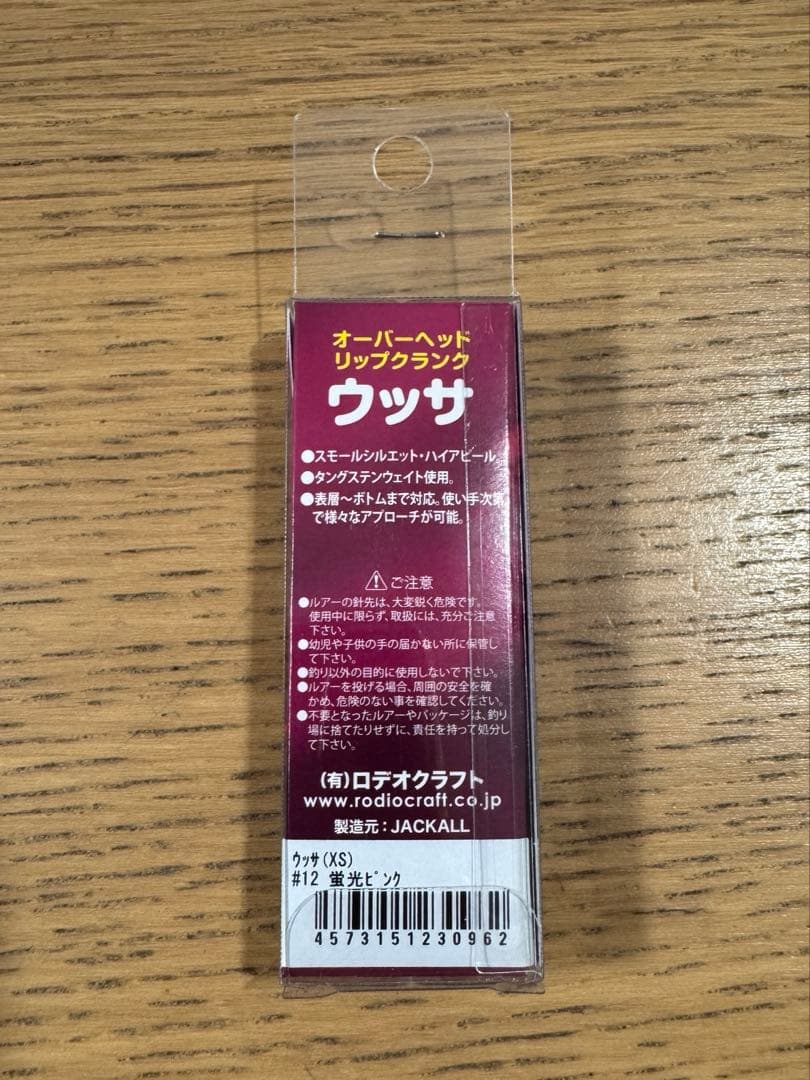 オーバーヘッド
リップクランク
ウッサ
●スモールシルエット・ハイアピール。
●タングステンウェイト使用。
●表層〜ボトムまで対応。使い手次第
で様々なアプローチが可能。
⚠ご注意
●ルアーの針先は、大変鋭く危険です。
使用中に限らず、取扱には、充分ご注意
下さい。
●幼児や子供の手の届かない所に保管し
て下さい。
●釣り以外の目的に使用しないで下さい。
●ルアーを投げる場合、周囲の安全を確
かめ、危険のない事を確認してください。
●不要となったルアーやパッケージは、釣り
場に捨てたりせずに、責任を持って処分し
て下さい。
(有)ロデオクラフト
www.rodiocraft.co.jp
製造元:JACKALL
ウッサ(XS)
#12 蛍光ピンク
4573151230962